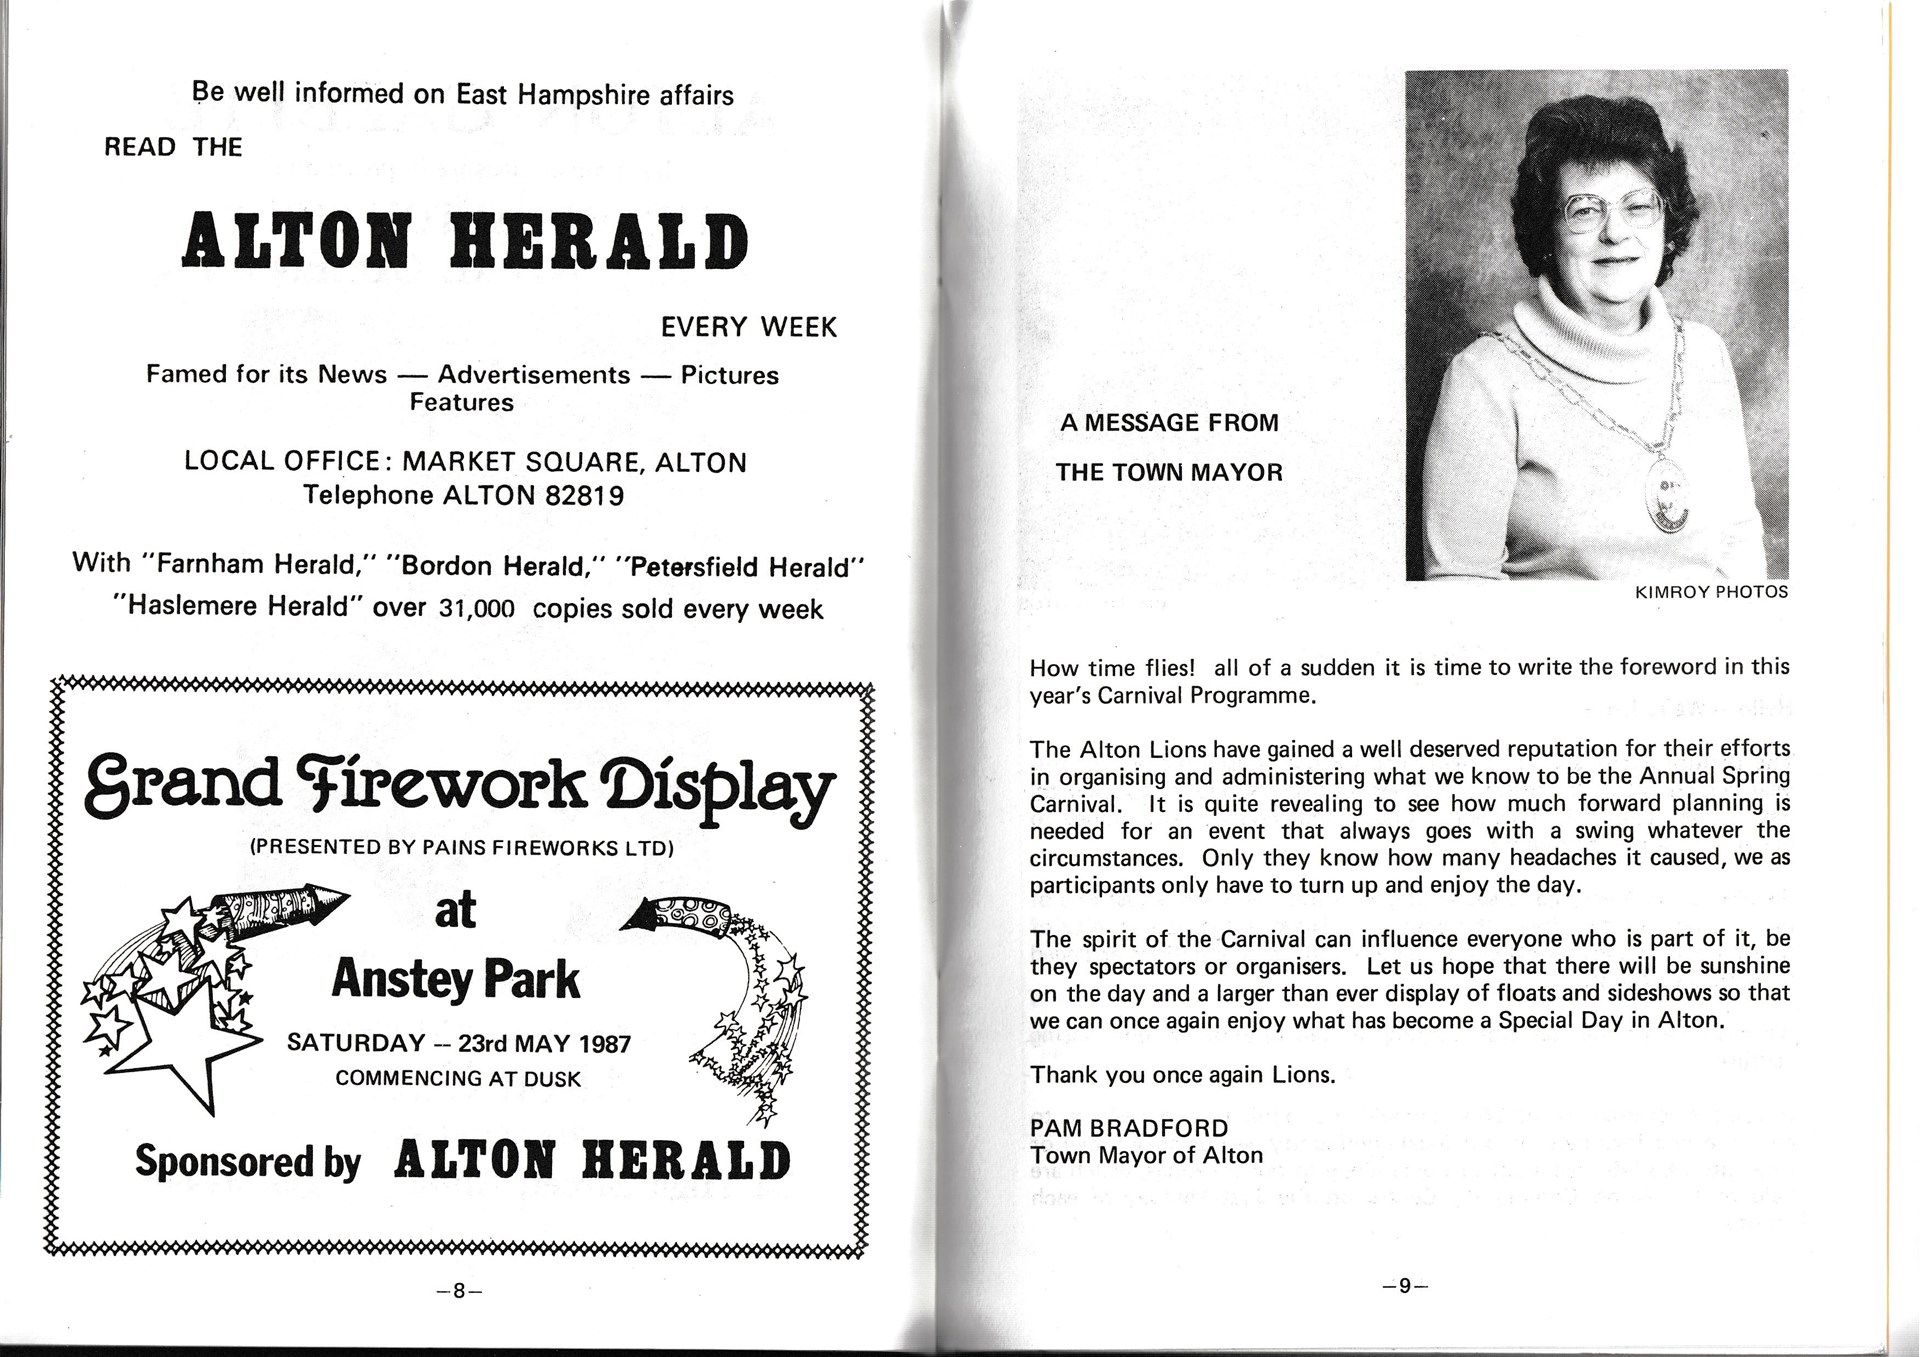 Be well informed on East Hampshire affairs
READ THE
ALTON HERALD
EVERY WEEK
Famed for its News — Advertisements — Pictures
Features
LOCAL OFFICE: MARKET SQUARE, ALTON
Telephone ALTON 82819
With "Farnham Herald," "Bordon Herald," "Petersfield Herald"
"Haslemere Herald" over 31,000 copies sold every week
Grand Firework Display
(PRESENTED BY PAINS FIREWORKS LTD)
at
Anstey Park
SATURDAY -- 23rd MAY 1987
COMMENCING AT DUSK
Sponsored by ALTON HERALD
—8—
A MESSAGE FROM
THE TOWN MAYOR
KIMROY PHOTOS
How time flies! all of a sudden it is time to write the foreword in this
year's Carnival Programme.
The Alton Lions have gained a well deserved reputation for their efforts
in organising and administering what we know to be the Annual Spring
Carnival. It is quite revealing to see how much forward planning is
needed for an event that always goes with a swing whatever the
circumstances. Only they know how many headaches it caused, we as
participants only have to turn up and enjoy the day.
The spirit of the Carnival can influence everyone who is part of it, be
they spectators or organisers. Let us hope that there will be sunshine
on the day and a larger than ever display of floats and sideshows so that
we can once again enjoy what has become a Special Day in Alton.
Thank you once again Lions.
PAM BRADFORD
Town Mayor of Alton
—9—